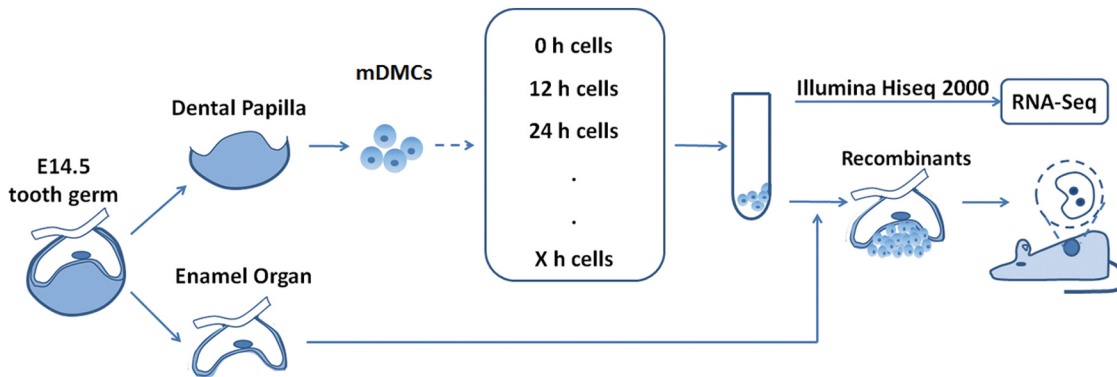 E14.5
tooth germ
Dental Papilla
Enamel Organ
mDMCs
0 h cells
12 h cells
24 h cells
.
.
X h cells
Illumina Hiseq 2000
RNA-Seq
Recombinants